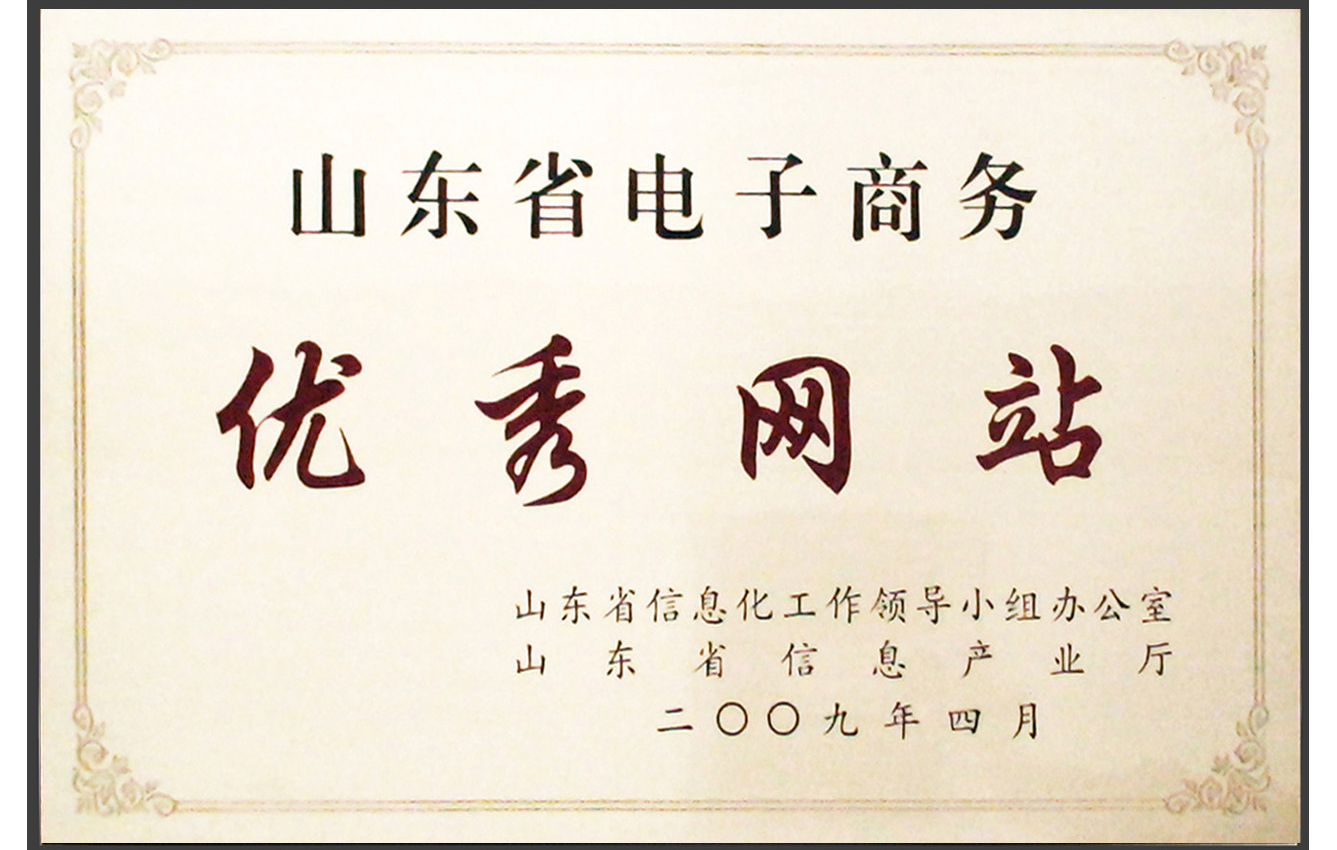 山东省电子商务
优秀网站
山东省信息化工作领导小组办公室
山东省信息产业厅
二〇〇九年四月